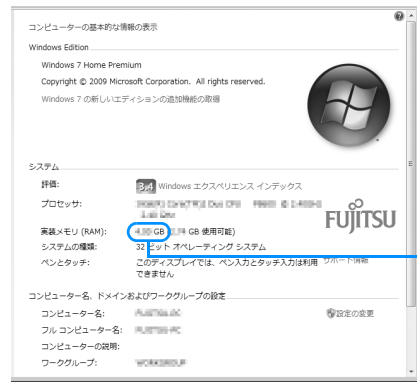 コンピューターの基本的な情報の表示
Windows Edition
Windows 7 Home Premium
Copyright © 2009 Microsoft Corporation. All rights reserved.
Windows 7 の新しいエディションの追加機能の取得
システム
評価:
3.4 Windows エクスペリエンス インデックス
プロセッサ:
FUJITSU
実装メモリ (RAM):
GB GB 使用可能)
システムの種類:
32 ビット オペレーティング システム
ペンとタッチ:
このディスプレイでは、ペン入力とタッチ入力は利用できません
サポート情報
コンピューター名、ドメインおよびワークグループの設定
コンピューター名:
設定の変更
フル コンピューター名:
コンピューターの説明:
ワークグループ:
WORKGROUP